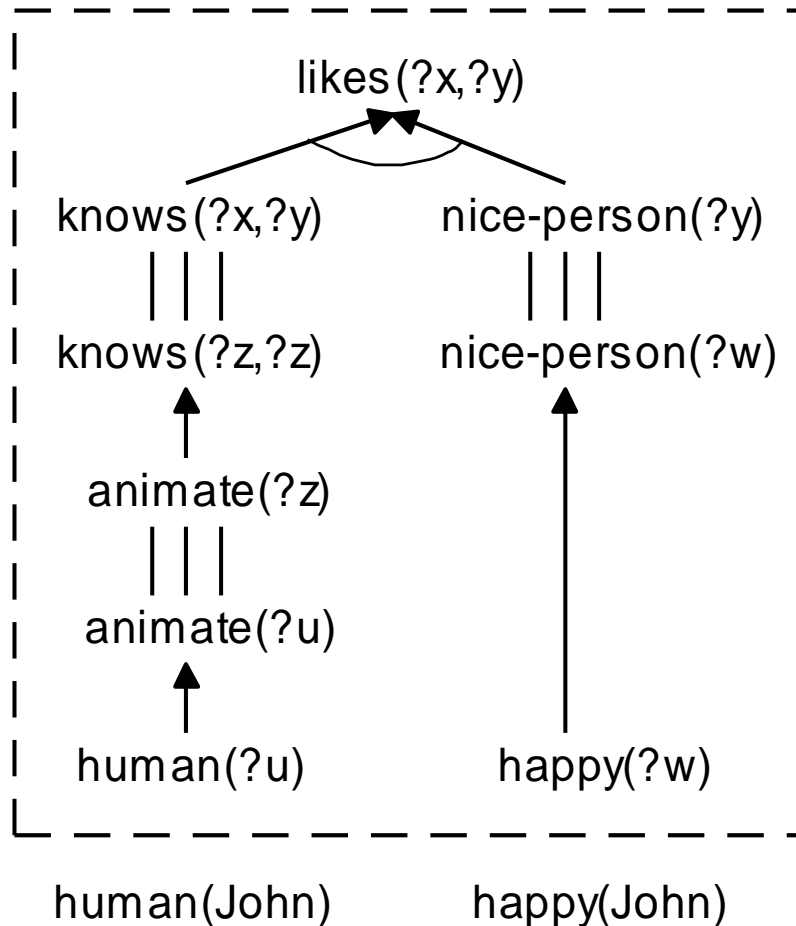 likes(?x,?y)
knows(?x,?y) nice-person(?y)
knows(?z,?z) nice-person(?w)
animate(?z)
animate(?u)
human(?u) happy(?w)
human(John) happy(John)